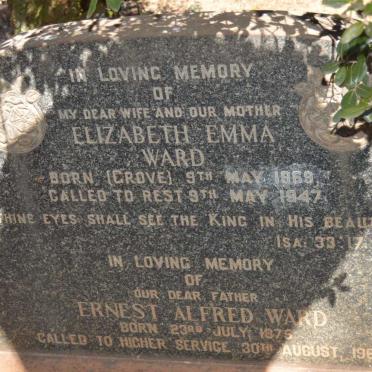 IN LOVING MEMORY
OF
MY DEAR WIFE AND OUR MOTHER
ELIZABETH EMMA
WARD
BORN (GROVE) 9TH MAY
CALLED TO REST 9TH MAY 1947.
THINE EYES SHALL SEE THE KING IN HIS
ISA. 33:17
IN LOVING MEMORY
OF
OUR DEAR FATHER
ERNEST ALFRED WARD
BORN 23RD JULY, 1875
CALLED TO HIGHER SERVICE, 30TH AUGUST,